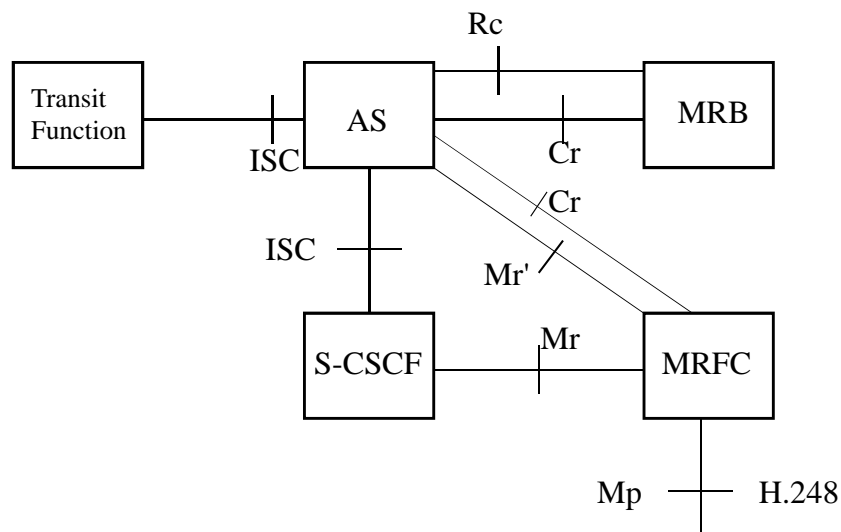 Rc
Transit
Function
AS
MRB
ISC
Cr
Cr
ISC
Mr'
Mr
S-CSCF
MRFC
Mp
H.248